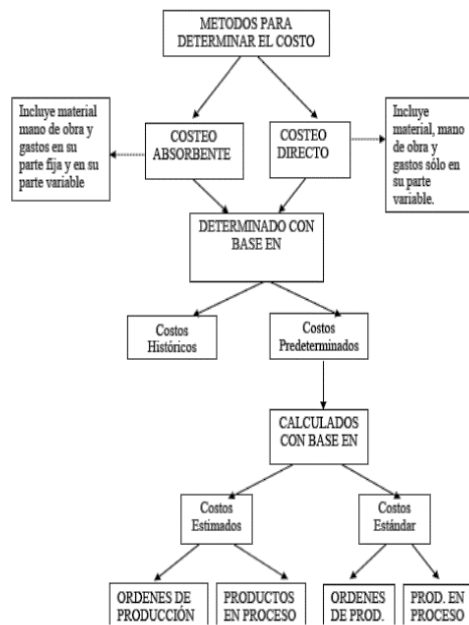 METODOS PARA
DETERMINAR EL COSTO
Incluye material
mano de obra y
gastos en su
parte fija y en su
parte variable
COSTEO
ABSORBENTE
COSTEO
DIRECTO
Incluye
material, mano
de obra y
gastos sólo en
su parte
variable.
DETERMINADO CON
BASE EN
Costos
Históricos
Costos
Predeterminados
CALCULADOS
CON BASE EN
Costos
Estimados
Costos
Estándar
ORDENES DE
PRODUCCIÓN
PRODUCTOS
EN PROCESO
ORDENES
DE PROD.
PROD. EN
PROCESO